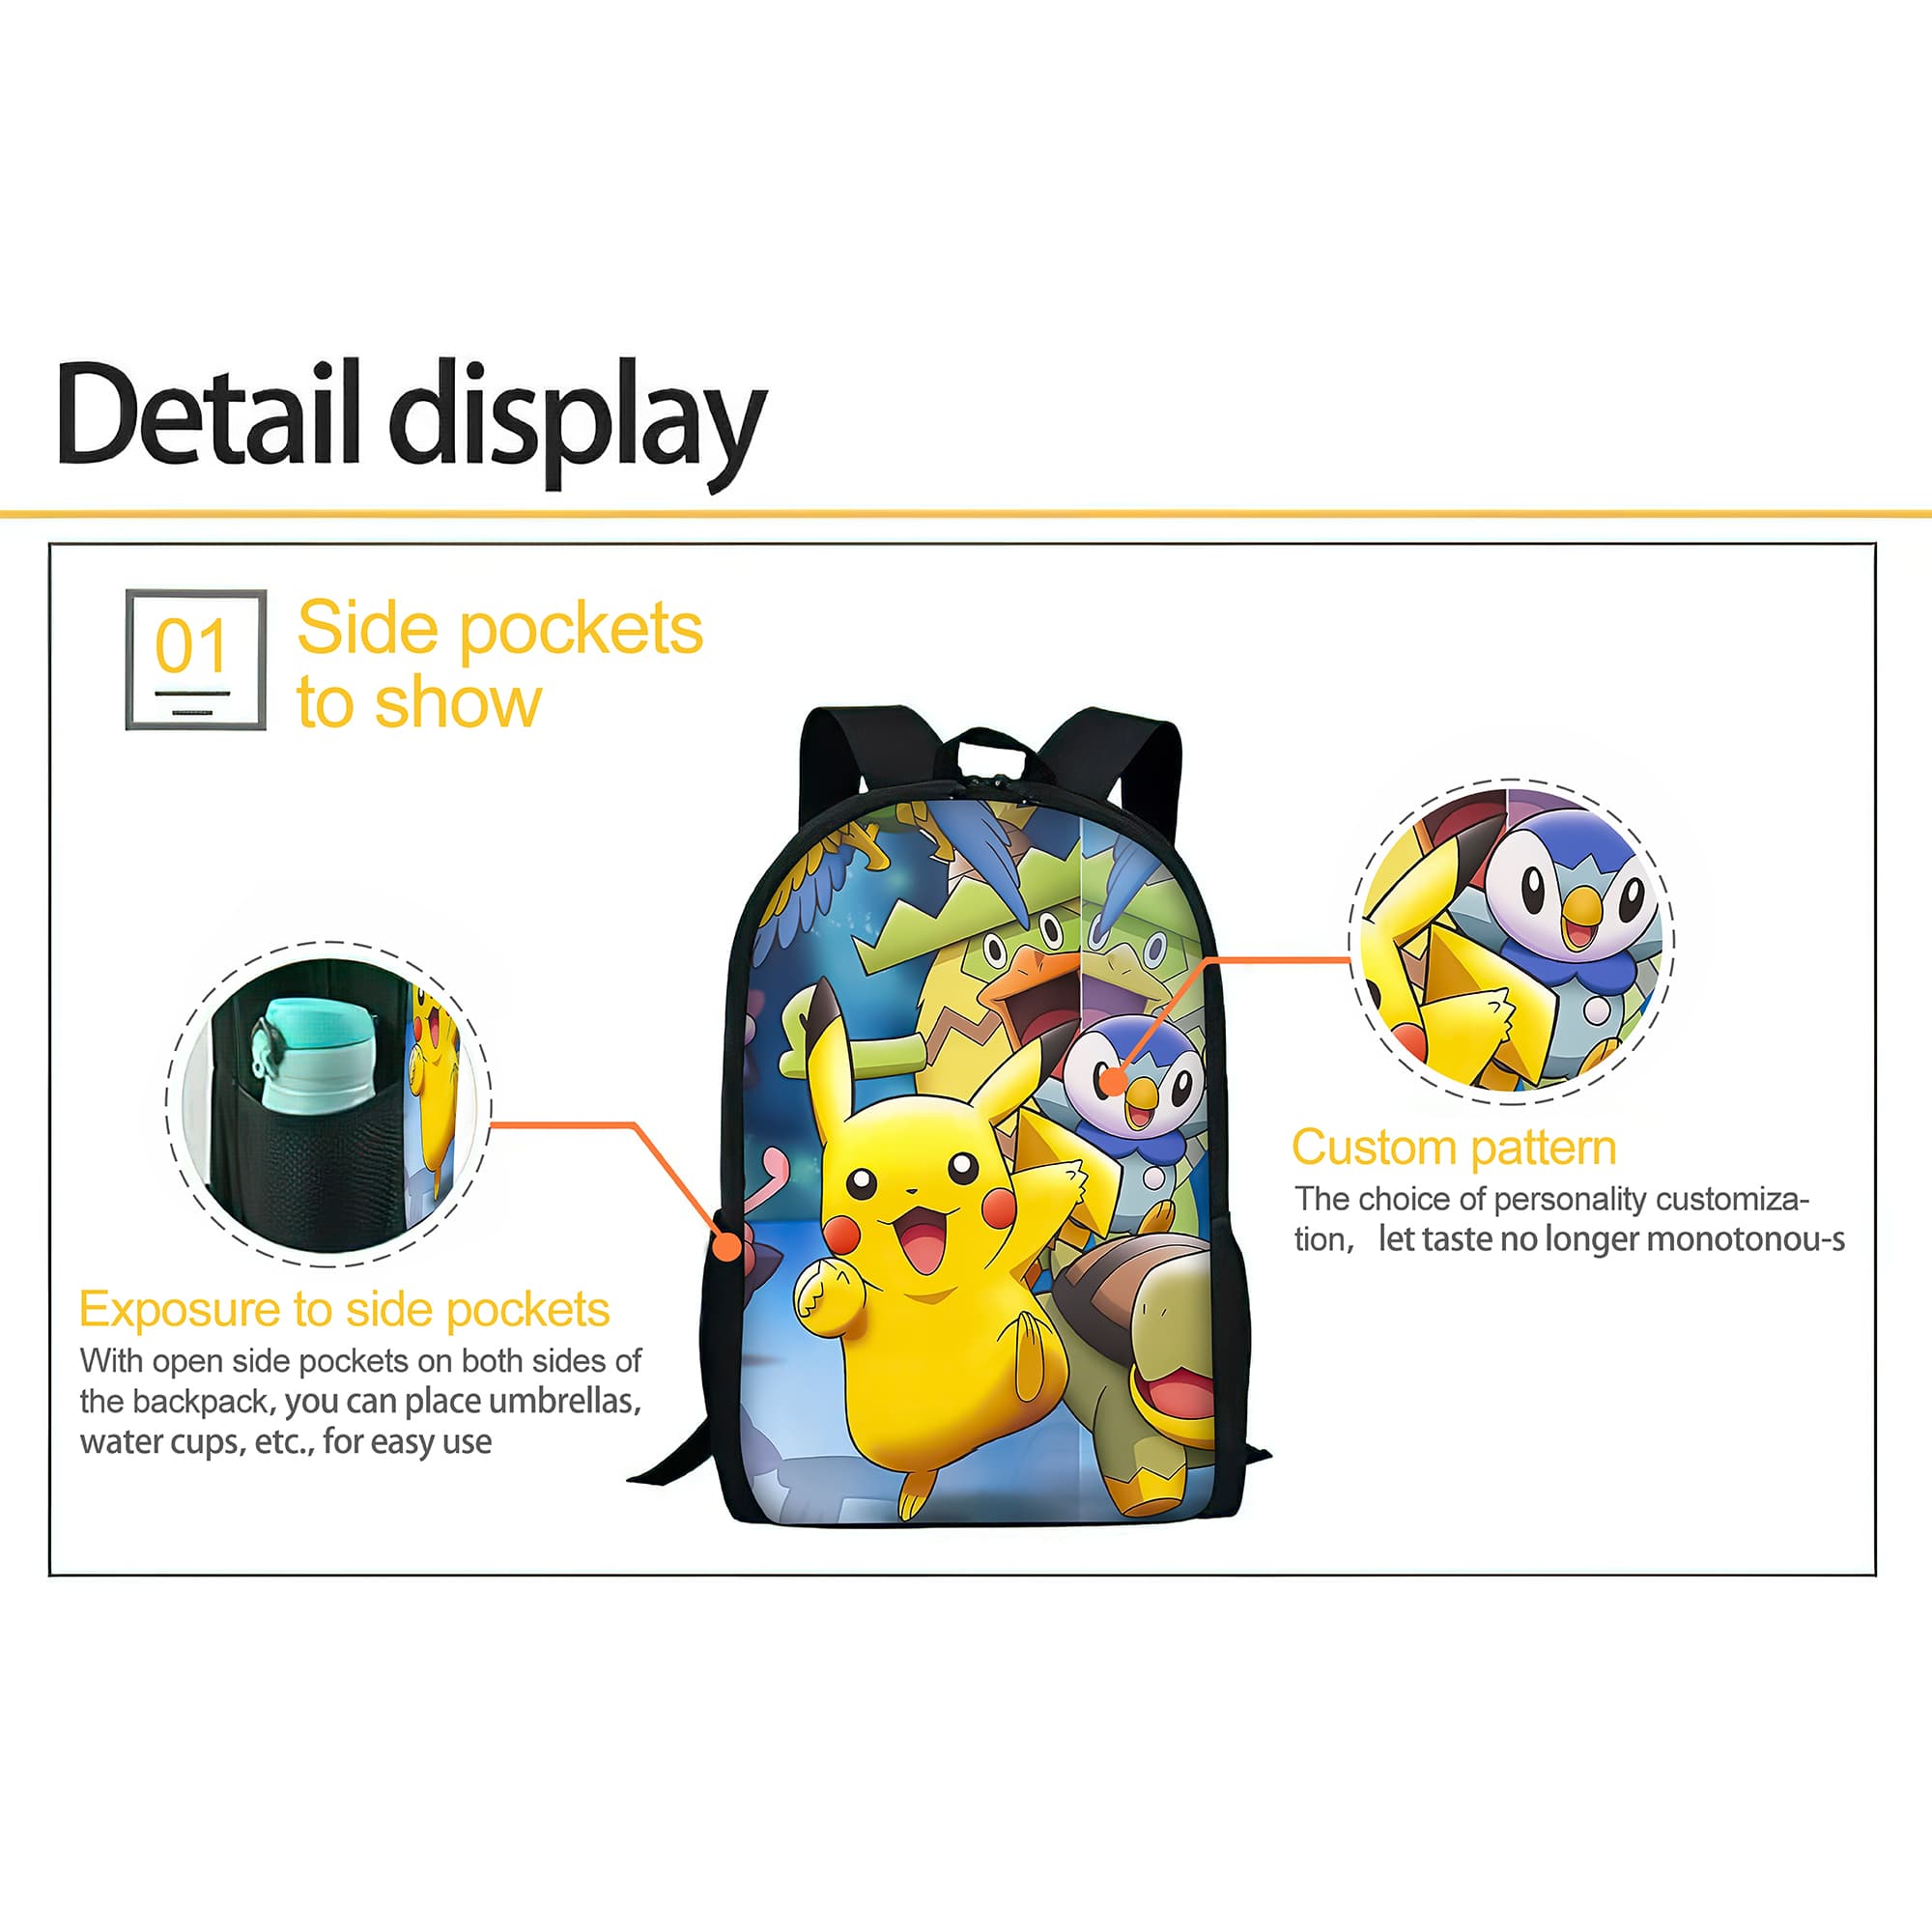 Detail display
01
Side pockets
to show
Exposure to side pockets
With open side pockets on both sides of
the backpack, you can place umbrellas,
water cups, etc., for easy use
Custom pattern
The choice of personality customiza-
tion, let taste no longer monotonou-s